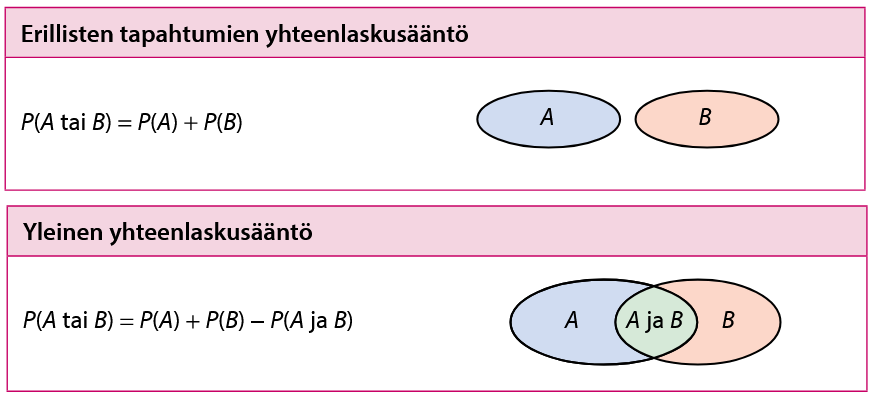 Erillisten tapahtumien yhteenlaskusääntö
P(A tai B) = P(A) + P(B)
A
B
Yleinen yhteenlaskusääntö
P(A tai B) = P(A) + P(B) − P(A ja B)
A
A ja B
B